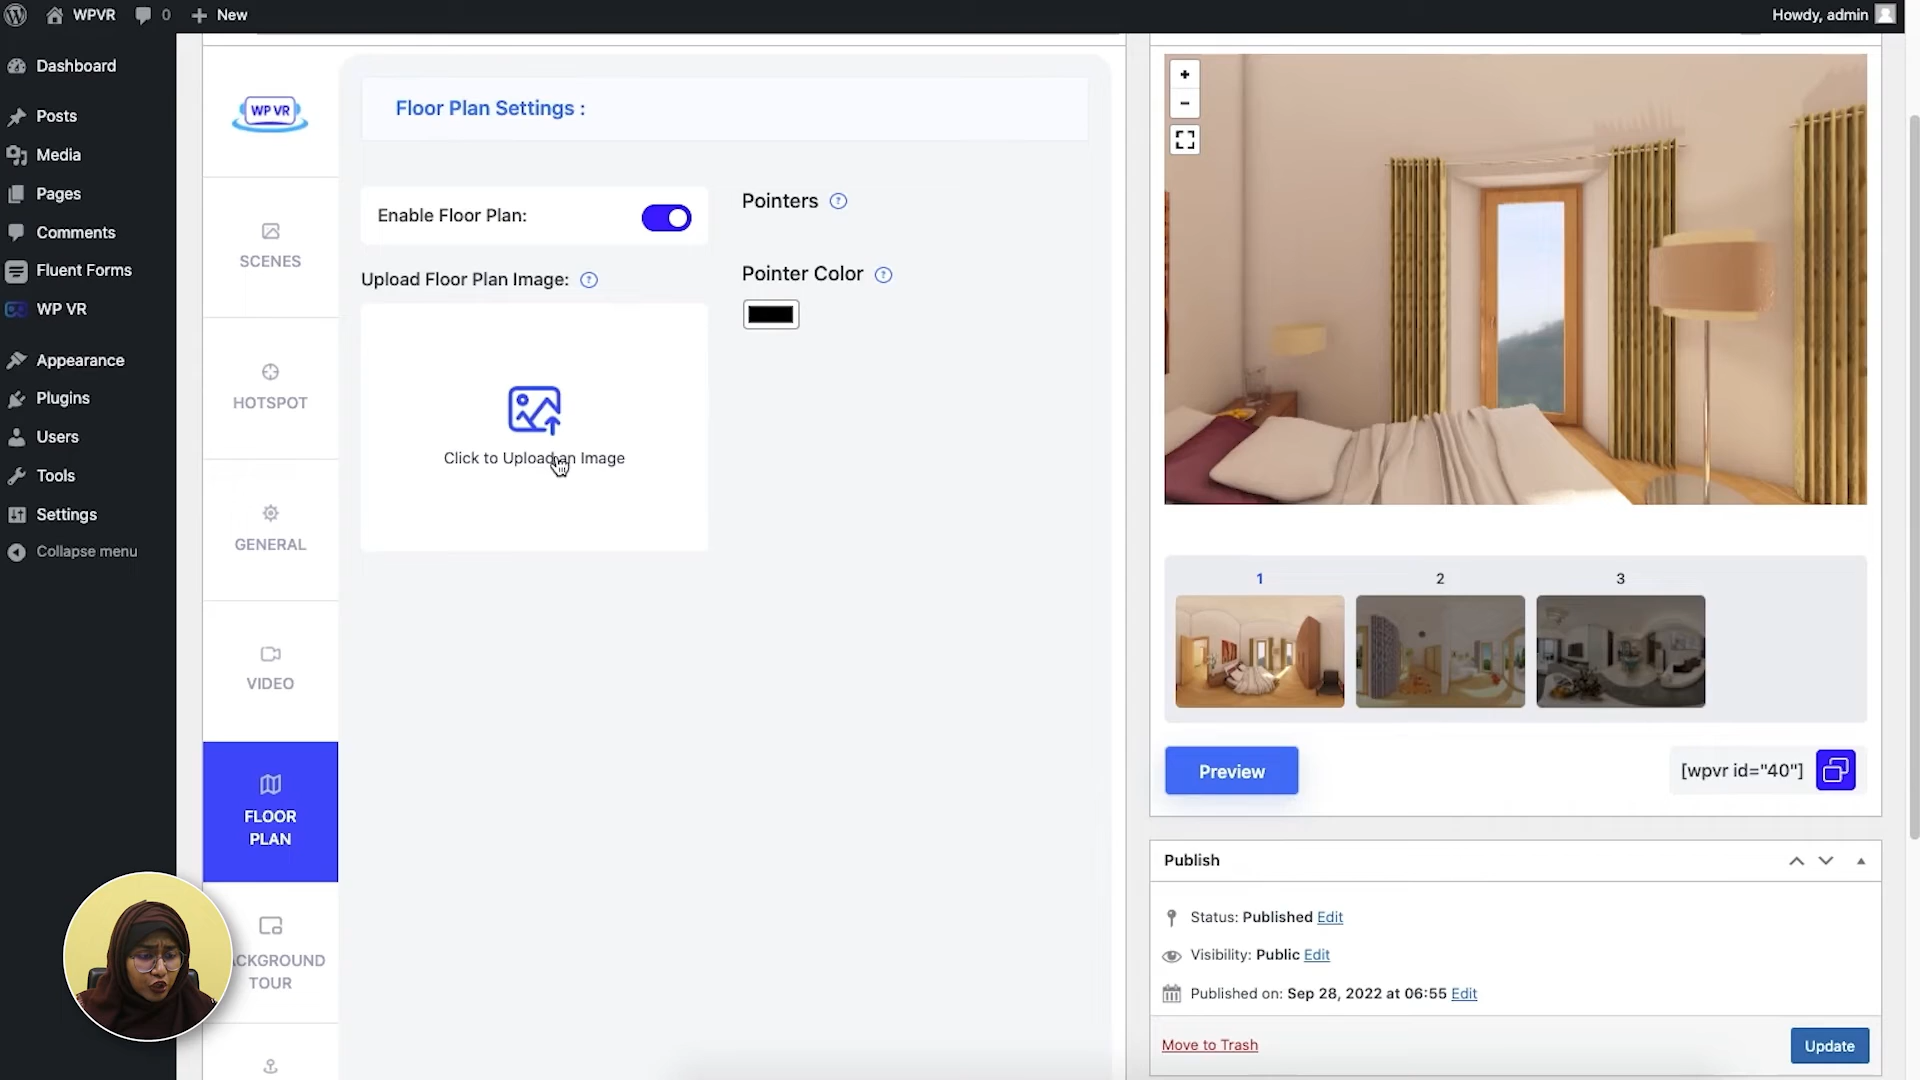 WPVR
0
New
Howdy, admin
Dashboard
Posts
Media
Pages
Comments
Fluent Forms
WP VR
Appearance
Plugins
Users
Tools
Settings
Collapse menu
WP VR
SCENES
HOTSPOT
GENERAL
VIDEO
FLOOR
PLAN
ACKGROUND
TOUR
Floor Plan Settings :
Enable Floor Plan:
Upload Floor Plan Image: ?
Click to Upload an Image
Pointers ?
Pointer Color ?
+
-
1
2
3
Preview
[wpvr id="40"]
Publish
Status: Published Edit
Visibility: Public Edit
Published on: Sep 28, 2022 at 06:55 Edit
Move to Trash
Update